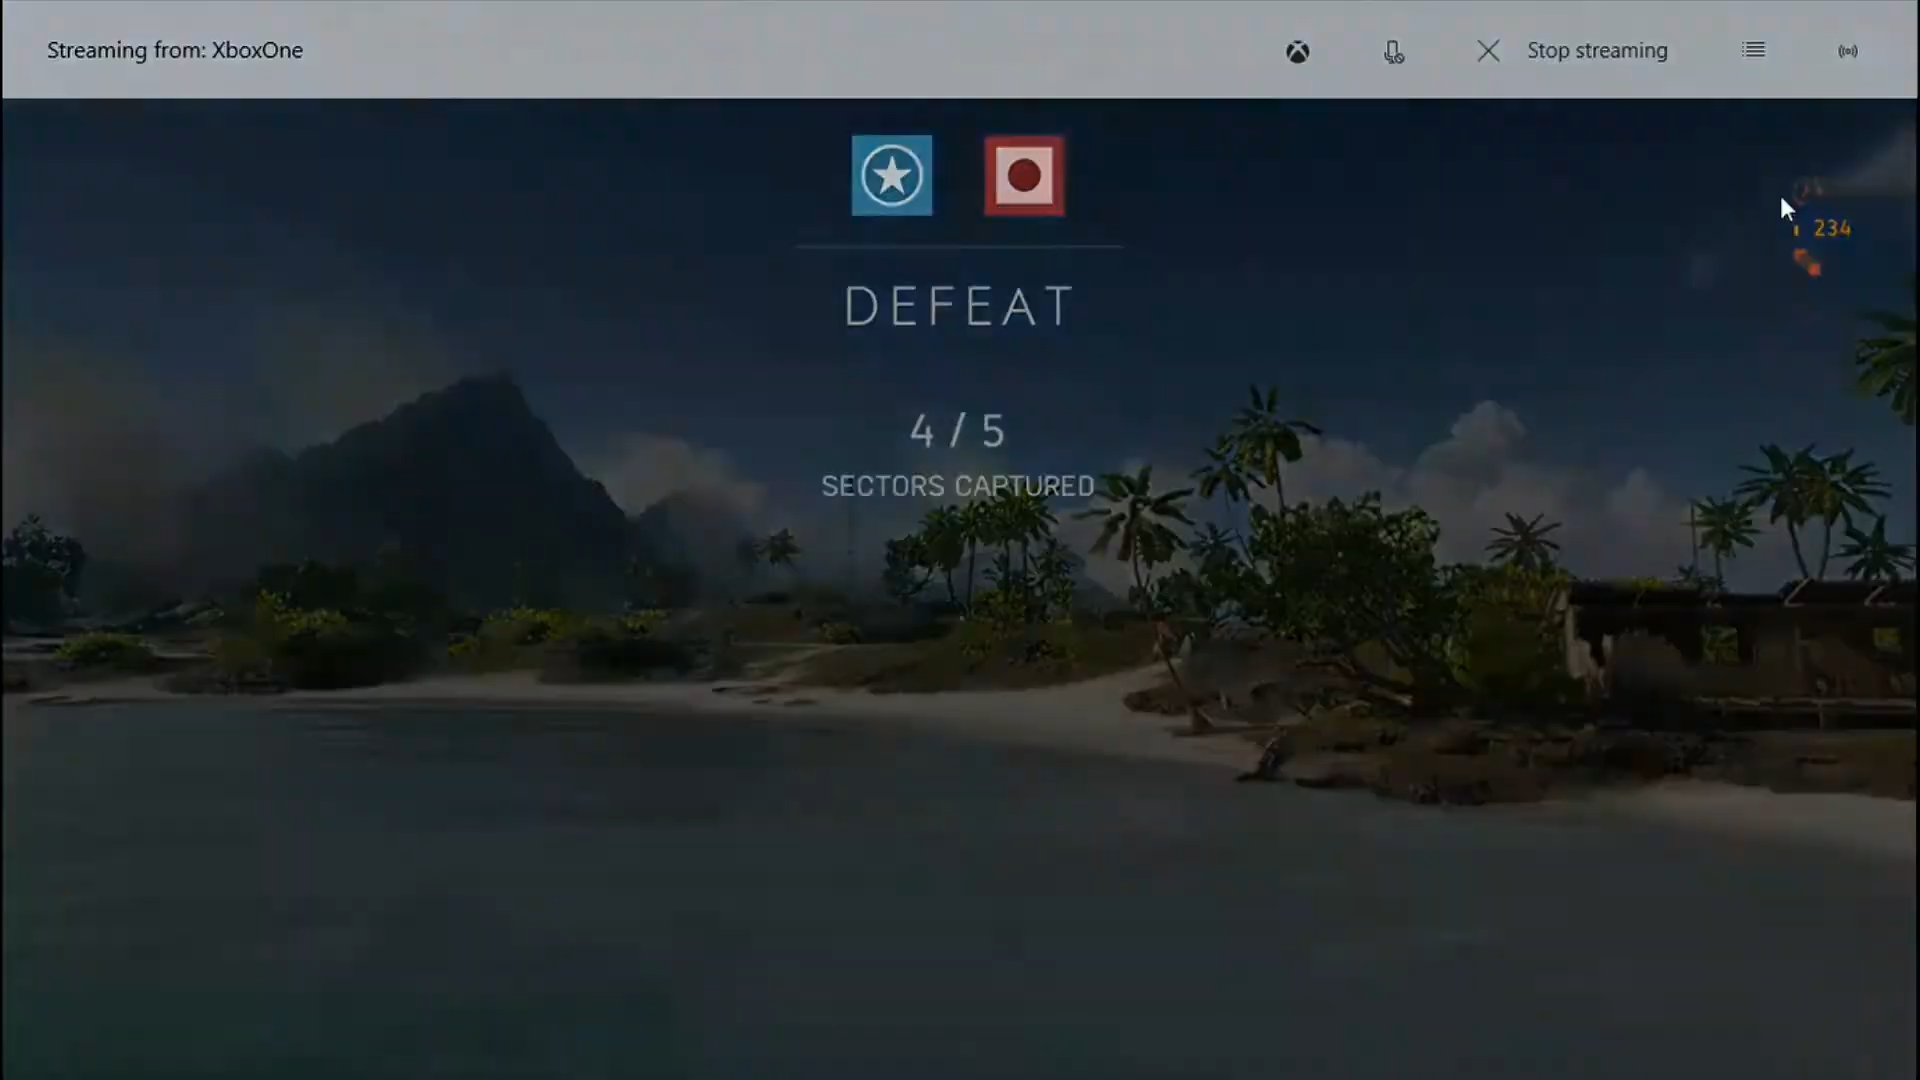 Streaming from: XboxOne
Stop streaming
234
DEFEAT
4 / 5
SECTORS CAPTURED